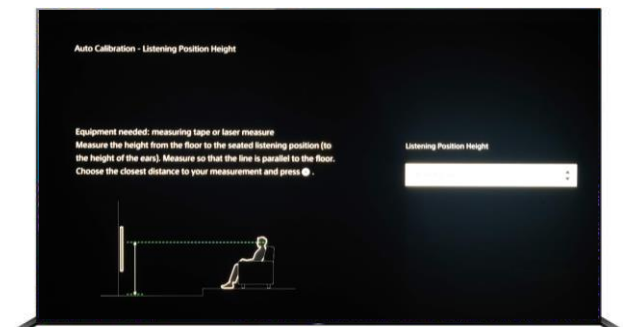 Auto Calibration - Listening Position Height
Equipment needed: measuring tape or laser measure
Measure the height from the floor to the seated listening position (to
the height of the ears). Measure so that the line is parallel to the floor.
Choose the closest distance to your measurement and press .
Listening Position Height